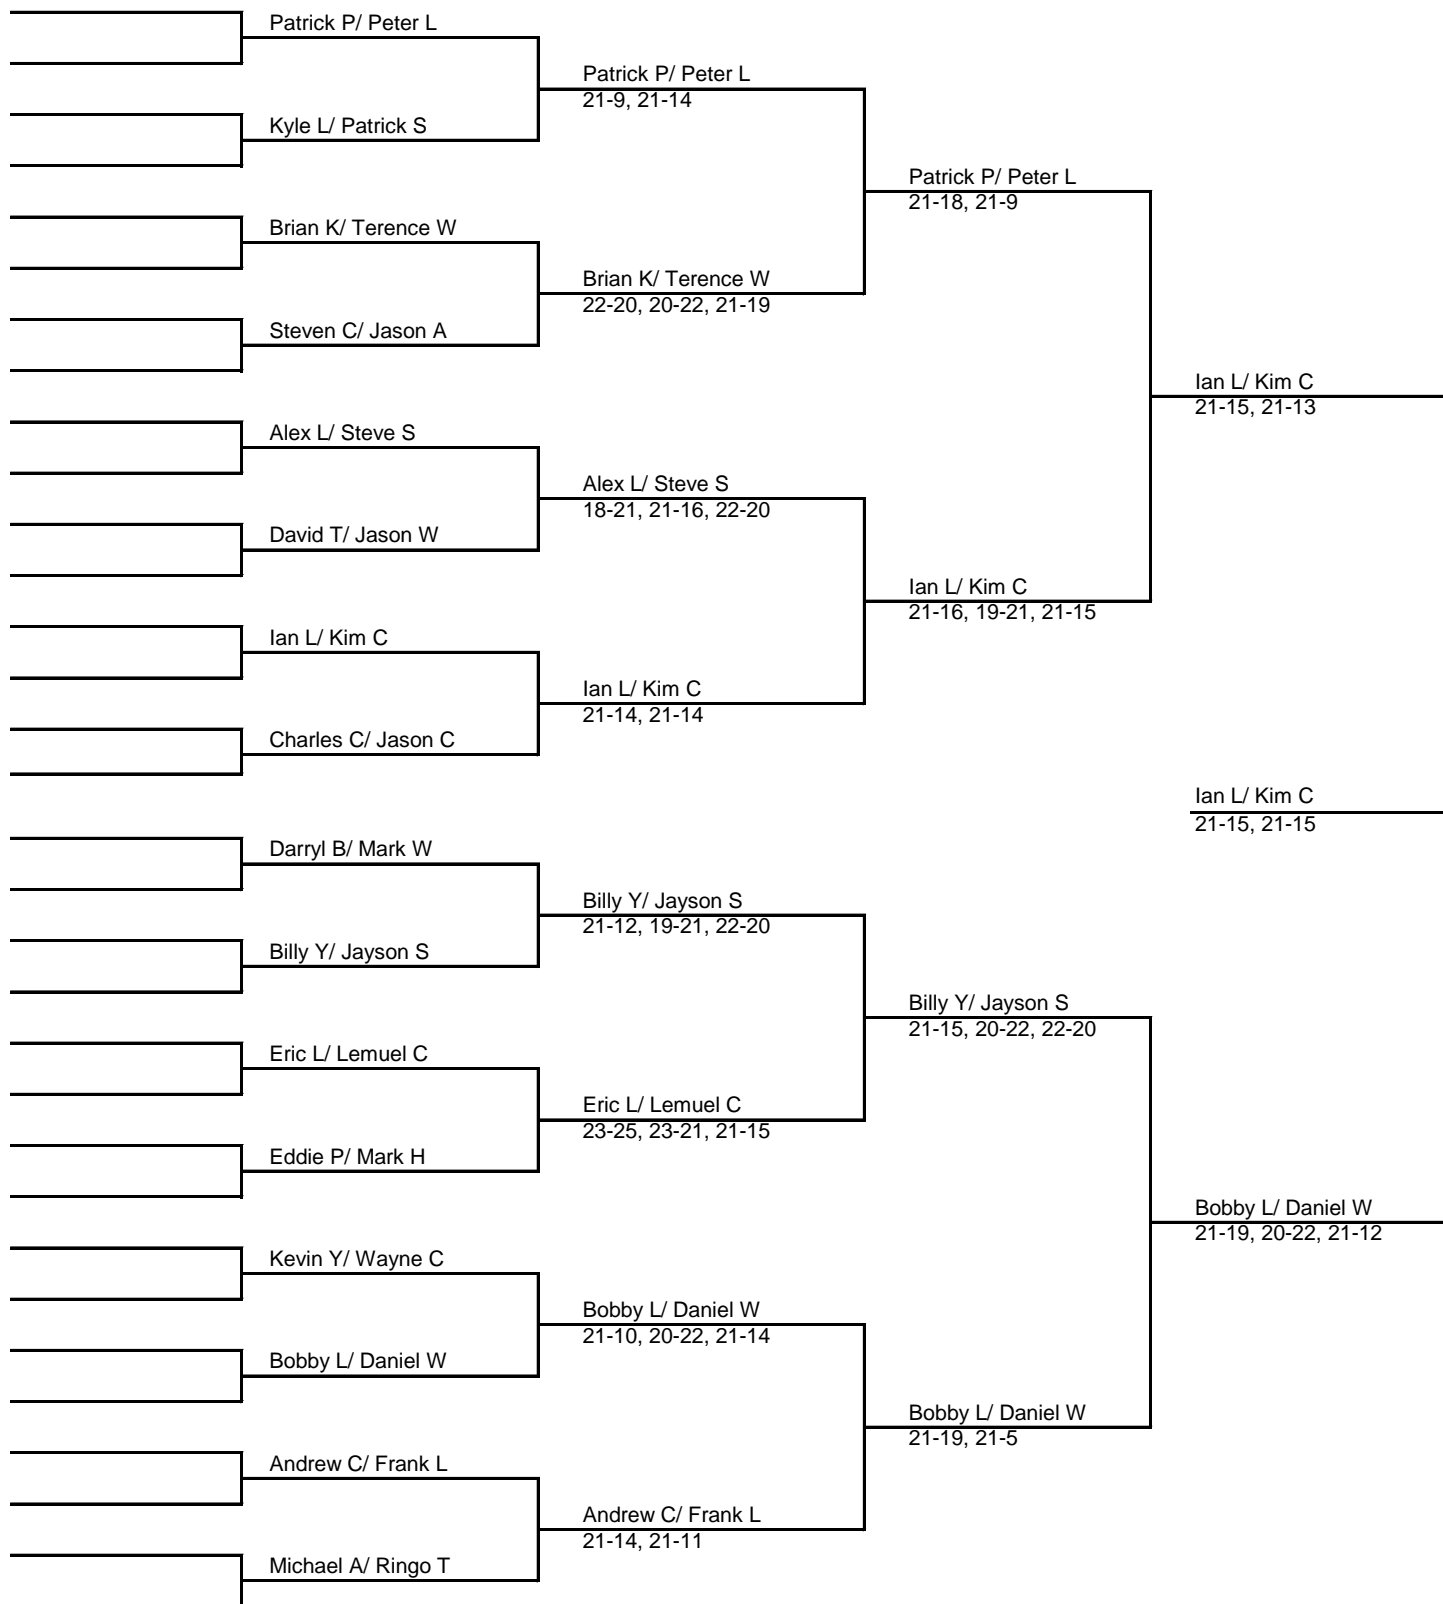 Patrick P/ Peter L
Patrick P/ Peter L
21-9, 21-14
Kyle L/ Patrick S
Patrick P/ Peter L
21-18, 21-9
Brian K/ Terence W
Brian K/ Terence W
22-20, 20-22, 21-19
Steven C/ Jason A
Ian L/ Kim C
21-15, 21-13
Alex L/ Steve S
Alex L/ Steve S
18-21, 21-16, 22-20
David T/ Jason W
Ian L/ Kim C
21-16, 19-21, 21-15
Ian L/ Kim C
Ian L/ Kim C
21-14, 21-14
Charles C/ Jason C
Ian L/ Kim C
21-15, 21-15
Darryl B/ Mark W
Billy Y/ Jayson S
21-12, 19-21, 22-20
Billy Y/ Jayson S
Billy Y/ Jayson S
21-15, 20-22, 22-20
Eric L/ Lemuel C
Eric L/ Lemuel C
23-25, 23-21, 21-15
Eddie P/ Mark H
Bobby L/ Daniel W
21-19, 20-22, 21-12
Kevin Y/ Wayne C
Bobby L/ Daniel W
21-10, 20-22, 21-14
Bobby L/ Daniel W
Bobby L/ Daniel W
21-19, 21-5
Andrew C/ Frank L
Andrew C/ Frank L
21-14, 21-11
Michael A/ Ringo T